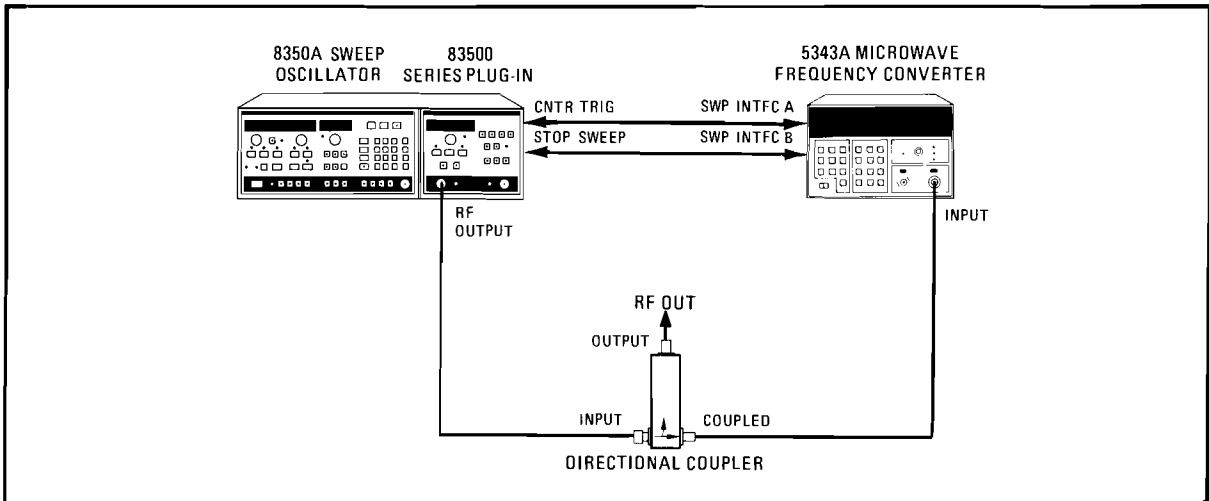 8350A SWEEP
OSCILLATOR
83500
SERIES PLUG-IN
5343A MICROWAVE
FREQUENCY CONVERTER
CNTR TRIG
SWP INTFC A
STOP SWEEP
SWP INTFC B
RF
OUTPUT
INPUT
RF OUT
OUTPUT
INPUT
COUPLED
DIRECTIONAL COUPLER